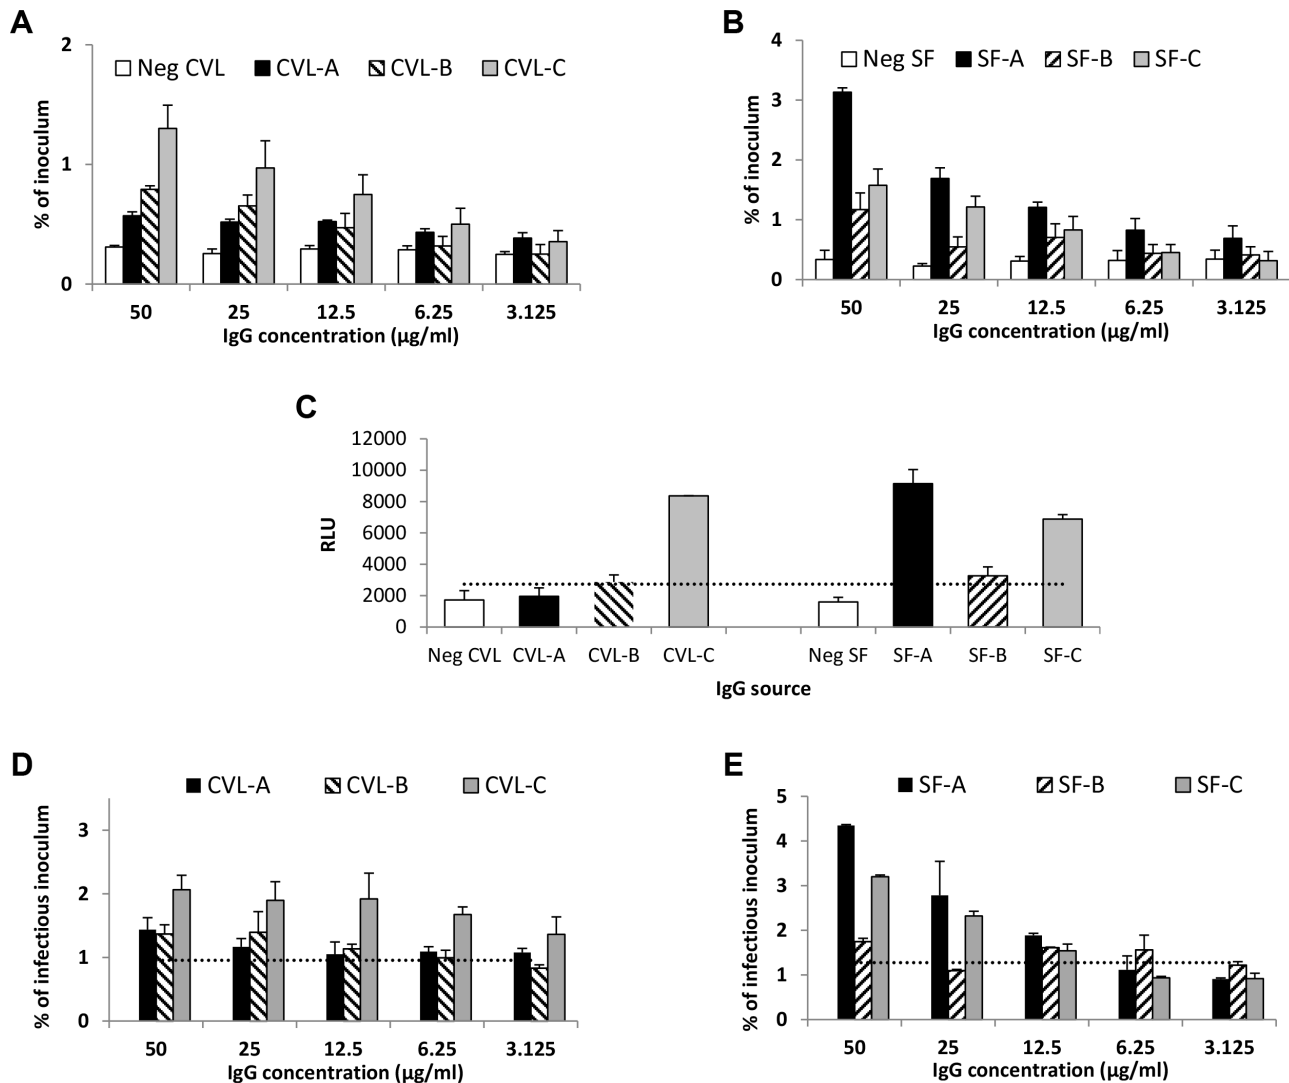 A
2
Neg CVL CVL-A CVL-B CVL-C
1
0
% of inoculum
50 25 12.5 6.25 3.125
IgG concentration (µg/ml)
B
4
Neg SF SF-A SF-B SF-C
3
2
1
0
% of inoculum
50 25 12.5 6.25 3.125
IgG concentration (µg/ml)
C
12000
10000
8000
6000
4000
2000
0
RLU
Neg CVL CVL-A CVL-B CVL-C Neg SF SF-A SF-B SF-C
IgG source
D
CVL-A CVL-B CVL-C
3
2
1
0
% of infectious inoculum
50 25 12.5 6.25 3.125
IgG concentration (µg/ml)
E
SF-A SF-B SF-C
5
4
3
2
1
0
% of infectious inoculum
50 25 12.5 6.25 3.125
IgG concentration (µg/ml)